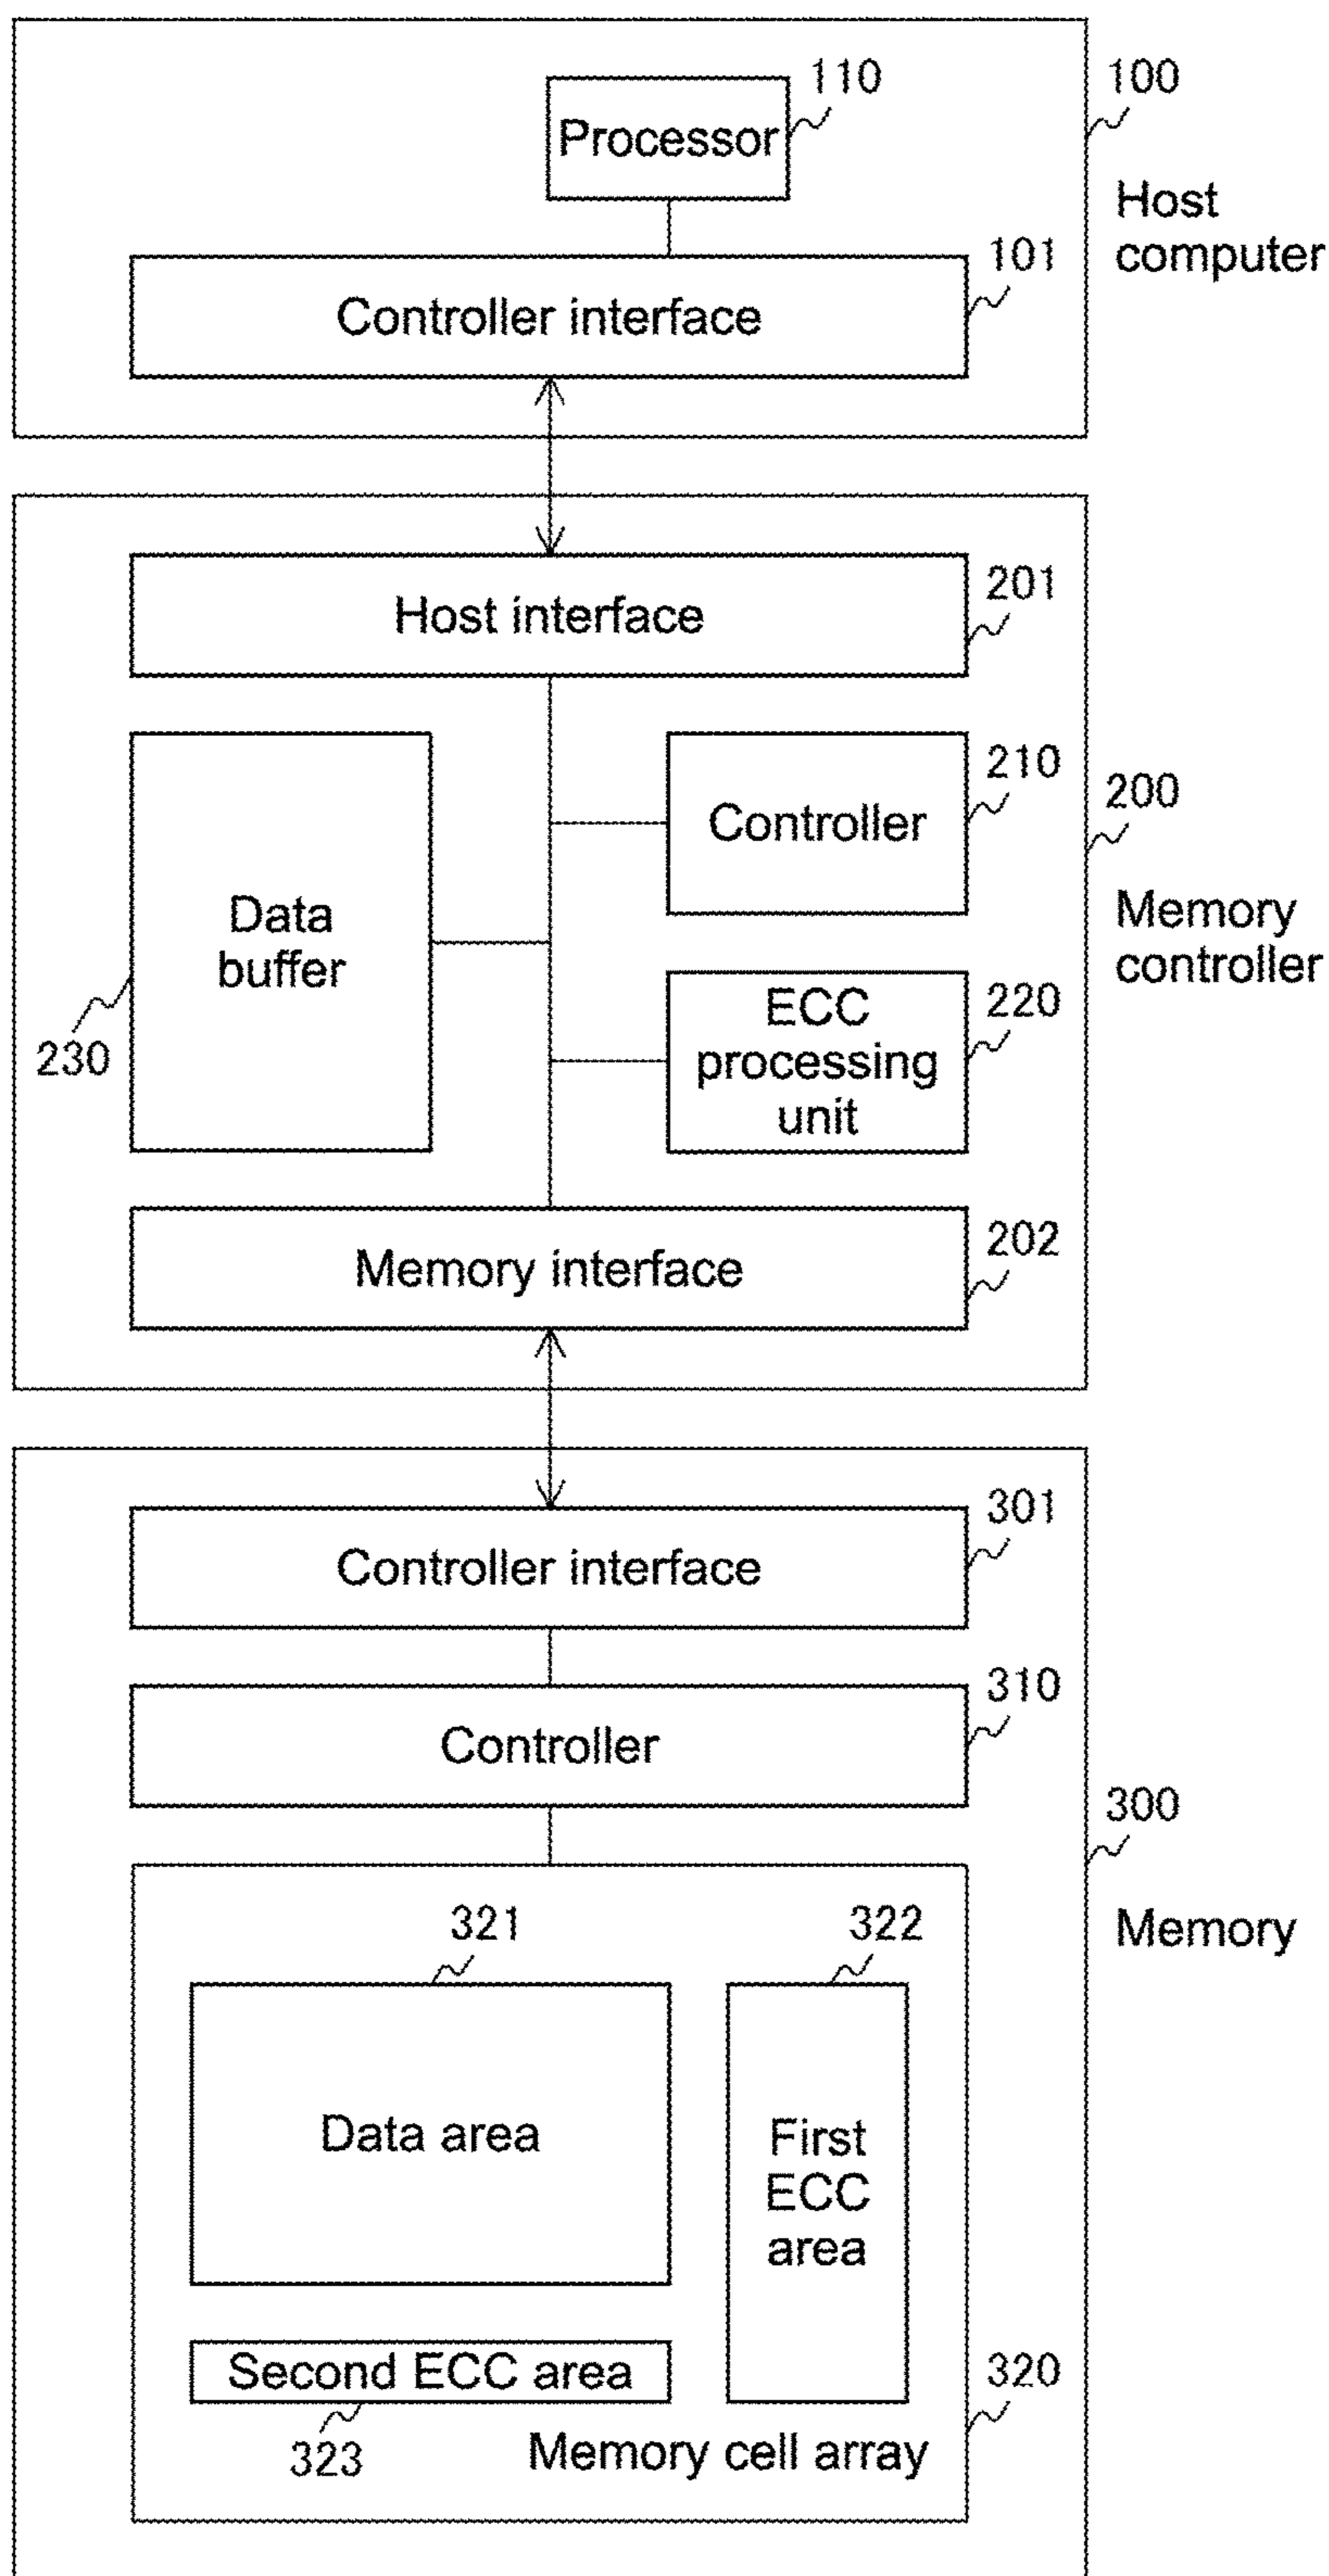 110
100
Processor
Host
computer
101
Controller interface
201
Host interface
210
200
Controller
Data
buffer
Memory
controller
230
220
ECC
processing
unit
202
Memory interface
301
Controller interface
310
Controller
300
Memory
321
322
Data area
First
ECC
area
Second ECC area
320
323
Memory cell array